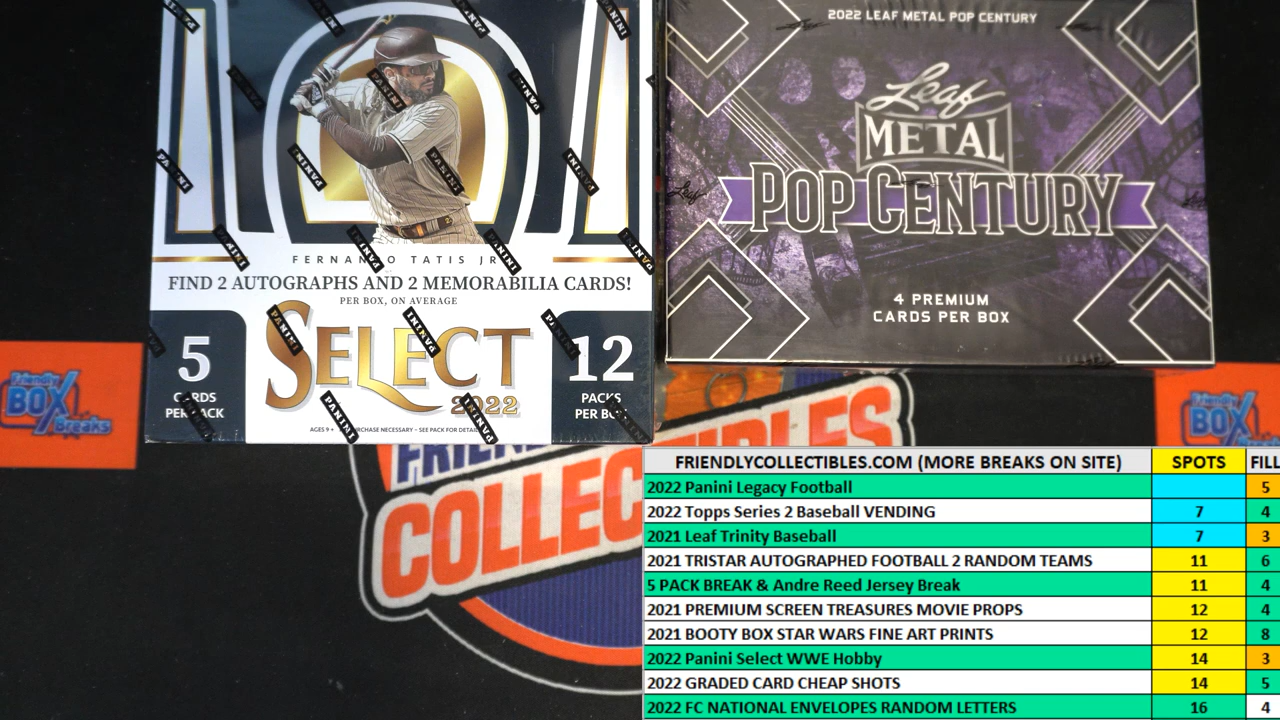 FERNANDO TATIS JR
FIND 2 AUTOGRAPHS AND 2 MEMORABILIA CARDS!
PER BOX, ON AVERAGE
SELECT
2022
5
CARDS
PER PACK
12
PACKS
PER BOX
PANINI
2022 LEAF METAL POP CENTURY
Leaf
METAL
POP CENTURY
4 PREMIUM
CARDS PER BOX
Friendly
BOX
Breaks
Friendly
BOX
Breaks
COLLECTIBLES
FRIENDLYCOLLECTIBLES.COM (MORE BREAKS ON SITE) SPOTS FILL
2022 Panini Legacy Football 5
2022 Topps Series 2 Baseball VENDING 7 4
2021 Leaf Trinity Baseball 7 3
2021 TRISTAR AUTOGRAPHED FOOTBALL 2 RANDOM TEAMS 11 6
5 PACK BREAK & Andre Reed Jersey Break 11 4
2021 PREMIUM SCREEN TREASURES MOVIE PROPS 12 4
2021 BOOTY BOX STAR WARS FINE ART PRINTS 12 8
2022 Panini Select WWE Hobby 14 3
2022 GRADED CARD CHEAP SHOTS 14 5
2022 FC NATIONAL ENVELOPES RANDOM LETTERS 16 4